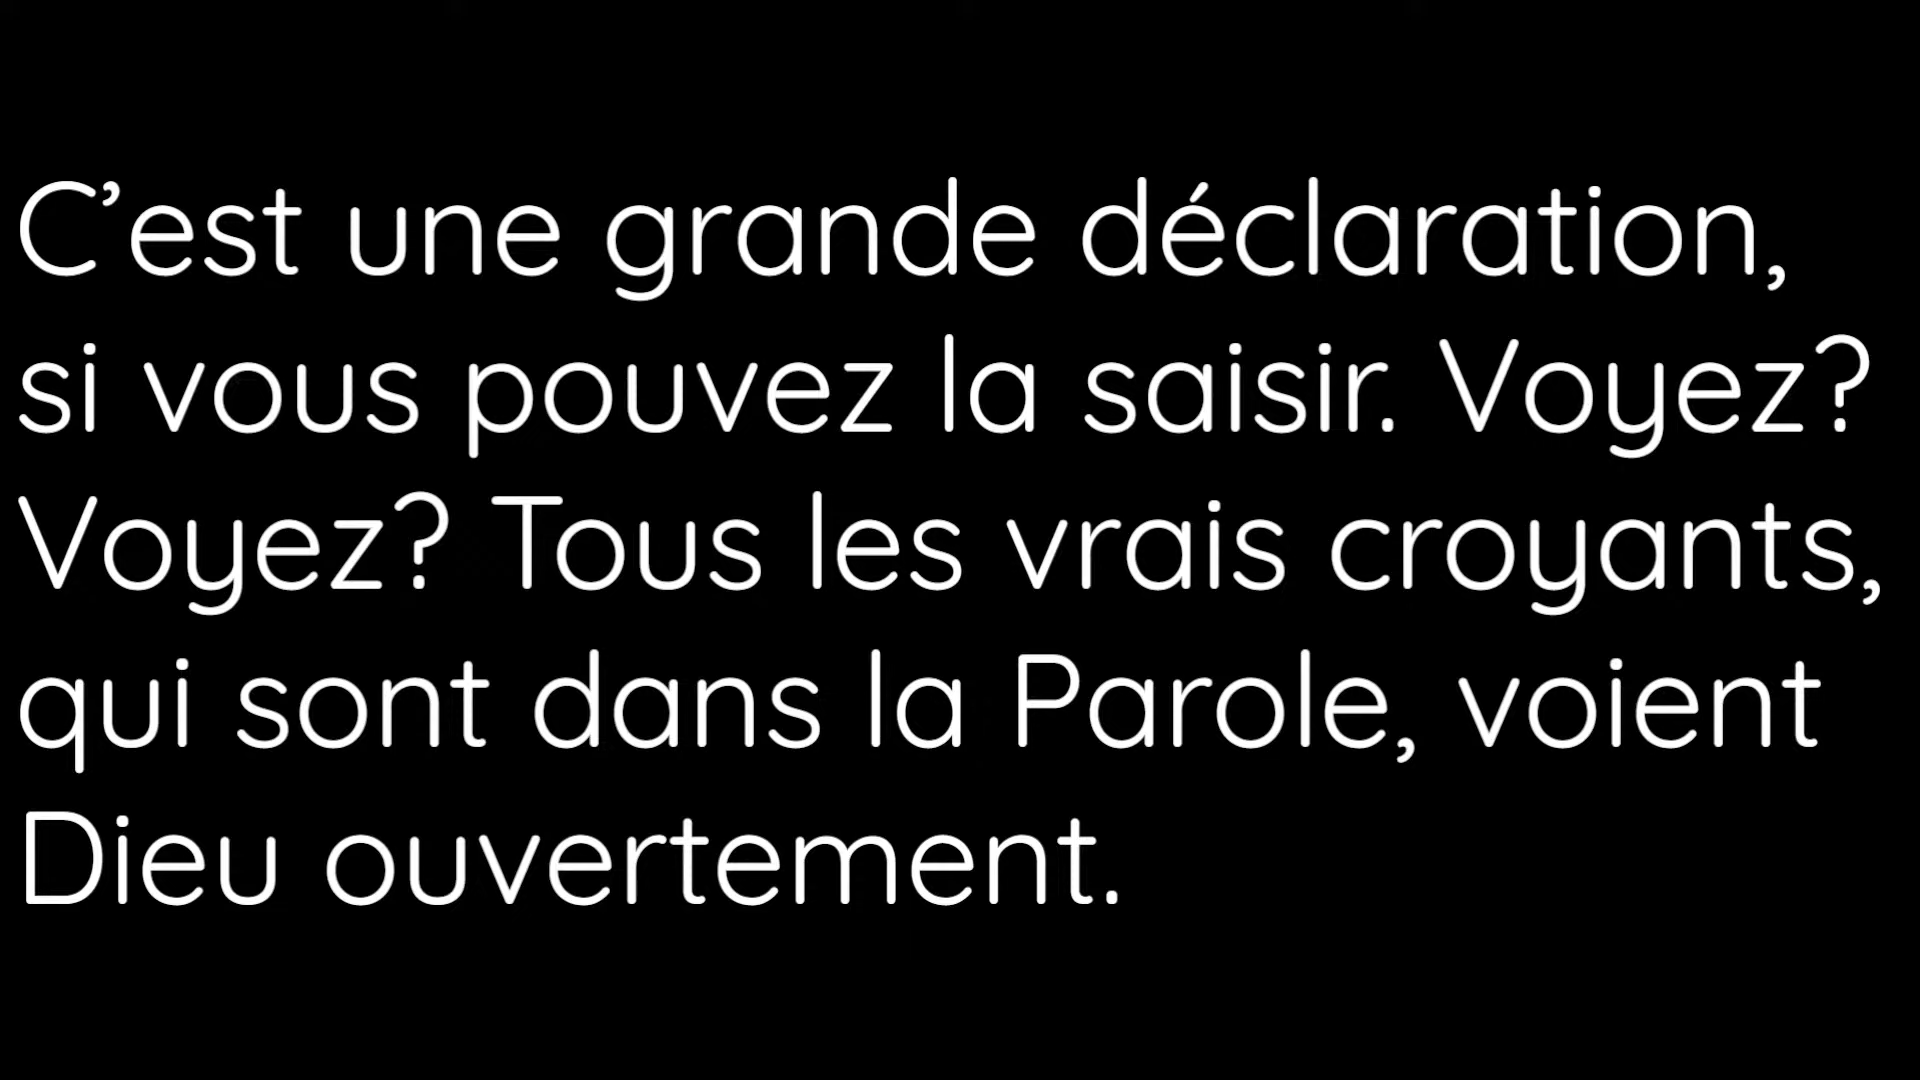 C’est une grande déclaration,
si vous pouvez la saisir. Voyez?
Voyez? Tous les vrais croyants,
qui sont dans la Parole, voient
Dieu ouvertement.